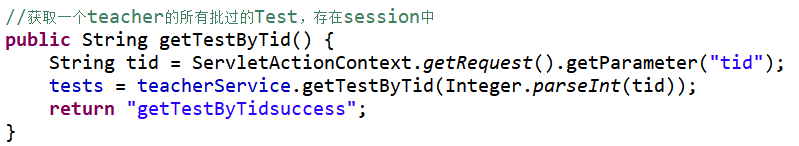 //获取一个teacher的所有批过的Test，存在session中
public String getTestByTid() {
    String tid = ServletActionContext.getRequest().getParameter("tid");
    tests = teacherService.getTestByTid(Integer.parseInt(tid));
    return "getTestByTidsuccess";
}